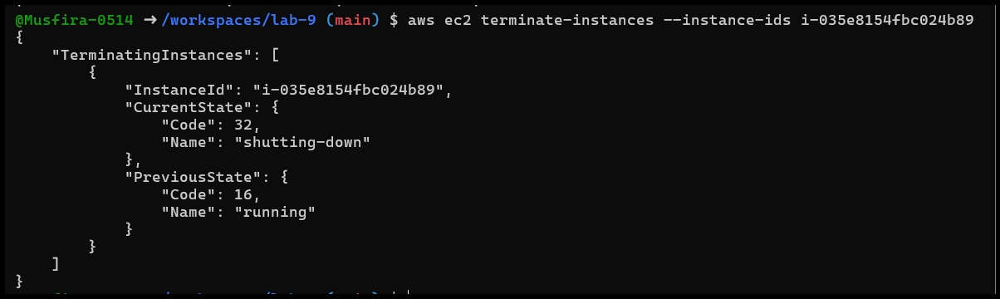 @Musfira-0514 → /workspaces/lab-9 (main) $ aws ec2 terminate-instances --instance-ids i-035e8154fbc024b89
{
    "TerminatingInstances": [
        {
            "InstanceId": "i-035e8154fbc024b89",
            "CurrentState": {
                "Code": 32,
                "Name": "shutting-down"
            },
            "PreviousState": {
                "Code": 16,
                "Name": "running"
            }
        }
    ]
}